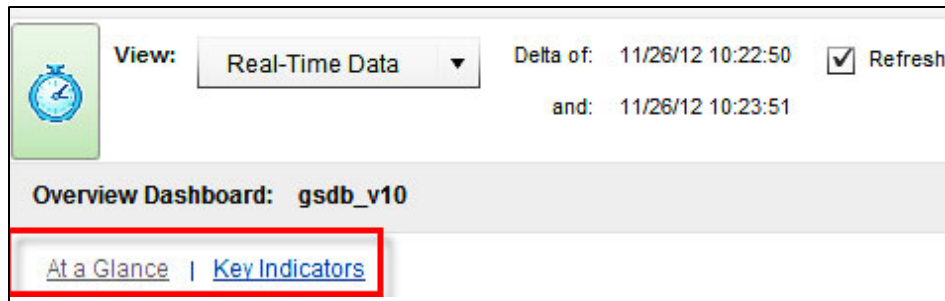 View: Real-Time Data Delta of: 11/26/12 10:22:50 Refresh
and: 11/26/12 10:23:51
Overview Dashboard: gsdb_v10
At a Glance | Key Indicators